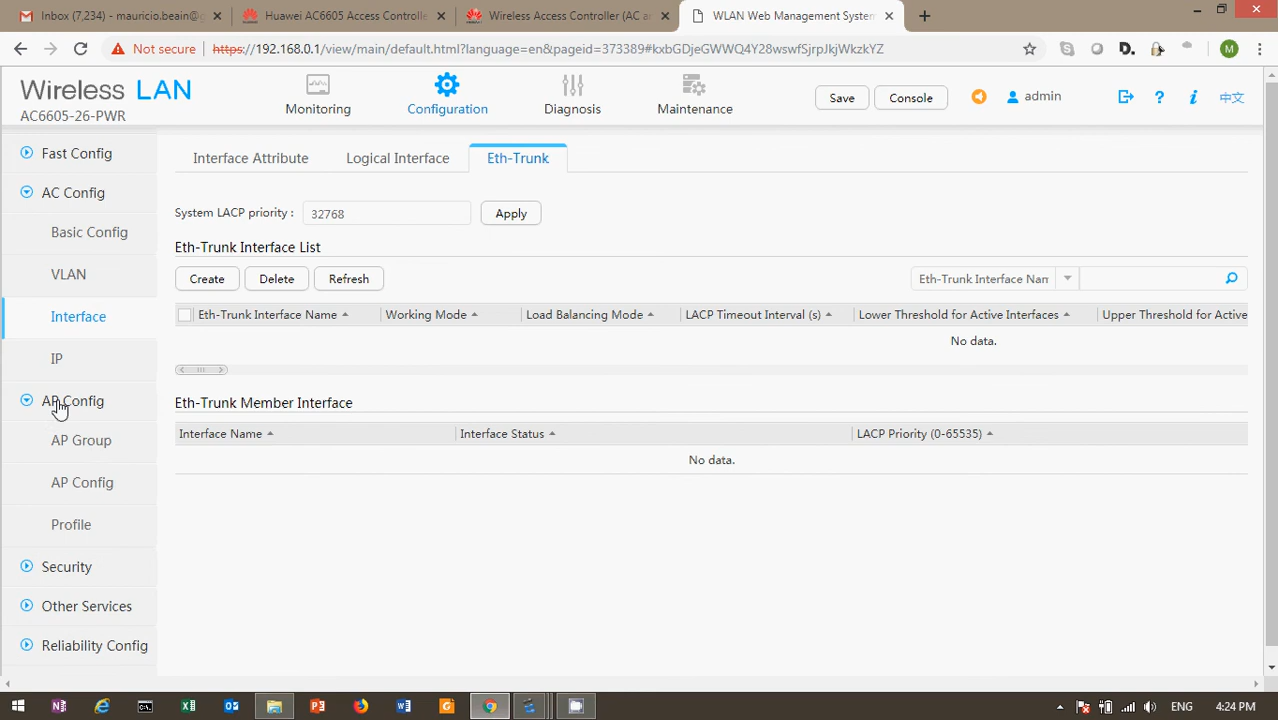 Inbox (7,234) - mauricio.beain@g
Huawei AC6605 Access Controlle
Wireless Access Controller (AC a
WLAN Web Management System
Not secure
https://192.168.0.1/view/main/default.html?language=en&pageid=373389#kxbGDjeGWWQ4Y28wswfSjrpJkjWkzkYZ
M
Wireless LAN
AC6605-26-PWR
Monitoring
Configuration
Diagnosis
Maintenance
Save
Console
admin
中文
Fast Config
AC Config
Basic Config
VLAN
Interface
IP
AP Config
AP Group
AP Config
Profile
Security
Other Services
Reliability Config
Interface Attribute
Logical Interface
Eth-Trunk
System LACP priority :
32768
Apply
Eth-Trunk Interface List
Create
Delete
Refresh
Eth-Trunk Interface Nam
Eth-Trunk Interface Name
Working Mode
Load Balancing Mode
LACP Timeout Interval (s)
Lower Threshold for Active Interfaces
Upper Threshold for Active
No data.
Eth-Trunk Member Interface
Interface Name
Interface Status
LACP Priority (0-65535)
No data.
ENG
4:24 PM